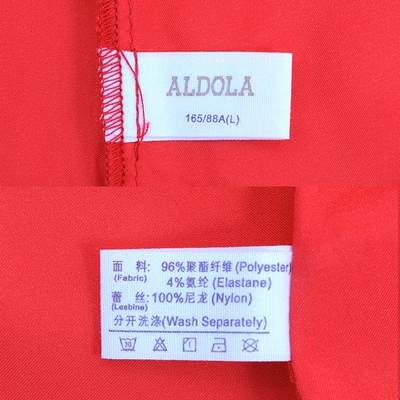 ALDOLA
165/88A(L)
面 料: 96%聚酯纤维(Polyester)
(Fabric) 4%氨纶(Elastane)
蕾 丝:100%尼龙(Nylon)
(Lesbine)
分开洗涤(Wash Separately)
30